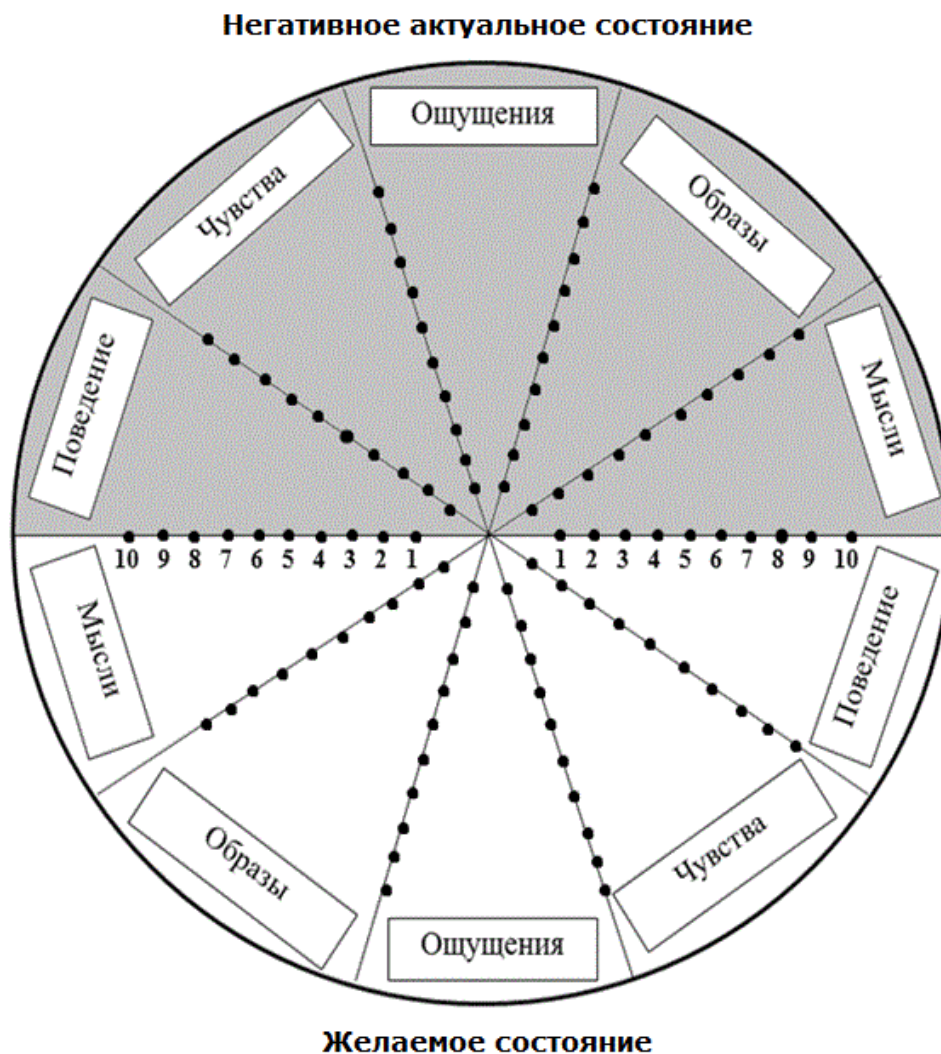 Негативное актуальное состояние
Ощущения
Чувства
Образы
Поведение
Мысли
10 9 8 7 6 5 4 3 2 1 1 2 3 4 5 6 7 8 9 10
Мысли
Поведение
Образы
Чувства
Ощущения
Желаемое состояние